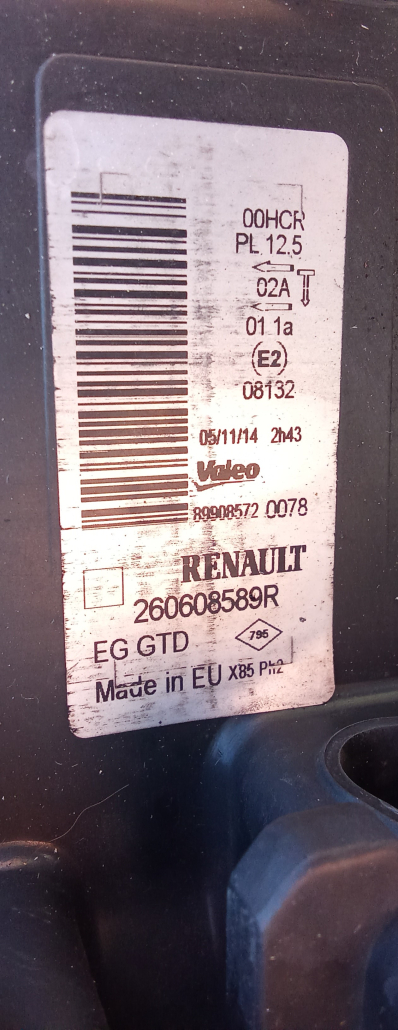 00HCR
PL 12.5
02A
01 1a
E2
08132
05/11/14 2h43
Valeo
89908572 0078
RENAULT
260608589R
EG GTD
795
Made in EU X85 Ph2